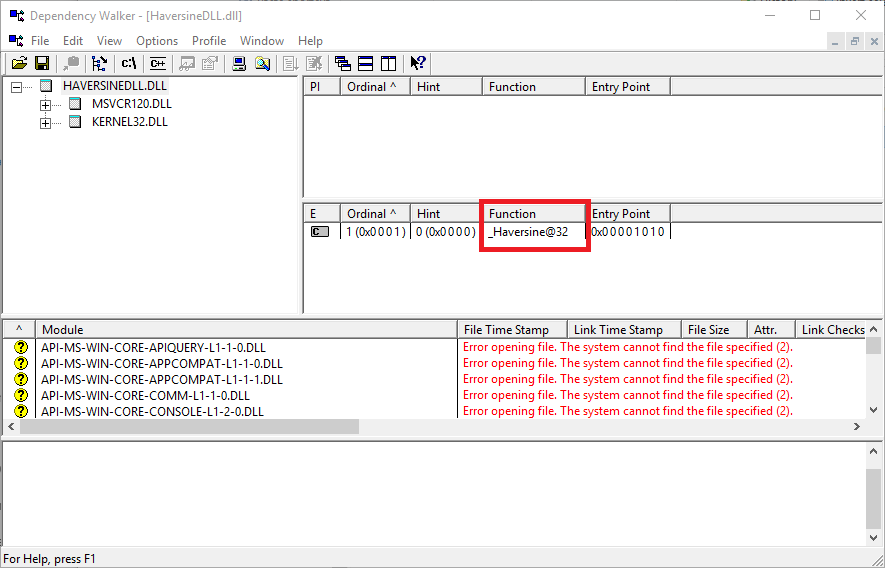 Dependency Walker - [HaversineDLL.dll]
File Edit View Options Profile Window Help
c:\ C++
HAVERSINEDLL.DLL
MSVCR120.DLL
KERNEL32.DLL
PI Ordinal ^ Hint Function Entry Point
E Ordinal ^ Hint Function Entry Point
C 1 (0x0001) 0 (0x0000) _Haversine@32 0x00001010
^ Module File Time Stamp Link Time Stamp File Size Attr. Link Checks
? API-MS-WIN-CORE-APIQUERY-L1-1-0.DLL Error opening file. The system cannot find the file specified (2).
? API-MS-WIN-CORE-APPCOMPAT-L1-1-0.DLL Error opening file. The system cannot find the file specified (2).
? API-MS-WIN-CORE-APPCOMPAT-L1-1-1.DLL Error opening file. The system cannot find the file specified (2).
? API-MS-WIN-CORE-COMM-L1-1-0.DLL Error opening file. The system cannot find the file specified (2).
? API-MS-WIN-CORE-CONSOLE-L1-2-0.DLL Error opening file. The system cannot find the file specified (2).
For Help, press F1